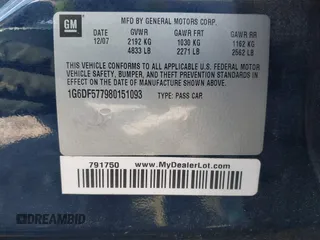 GM
MFD BY GENERAL MOTORS CORP.
DATE GVWR GAWR FRT GAWR RR
12/07 2192 KG 1030 KG 1162 KG
4833 LB 2271 LB 2562 LB
THIS VEHICLE CONFORMS TO ALL APPLICABLE U.S. FEDERAL MOTOR
VEHICLE SAFETY, BUMPER, AND THEFT PREVENTION STANDARDS IN
EFFECT ON THE DATE OF MANUFACTURE SHOWN ABOVE.
1G6DF577980151093 TYPE: PASS CAR
791750 www.MyDealerLot.com
DREAMBID